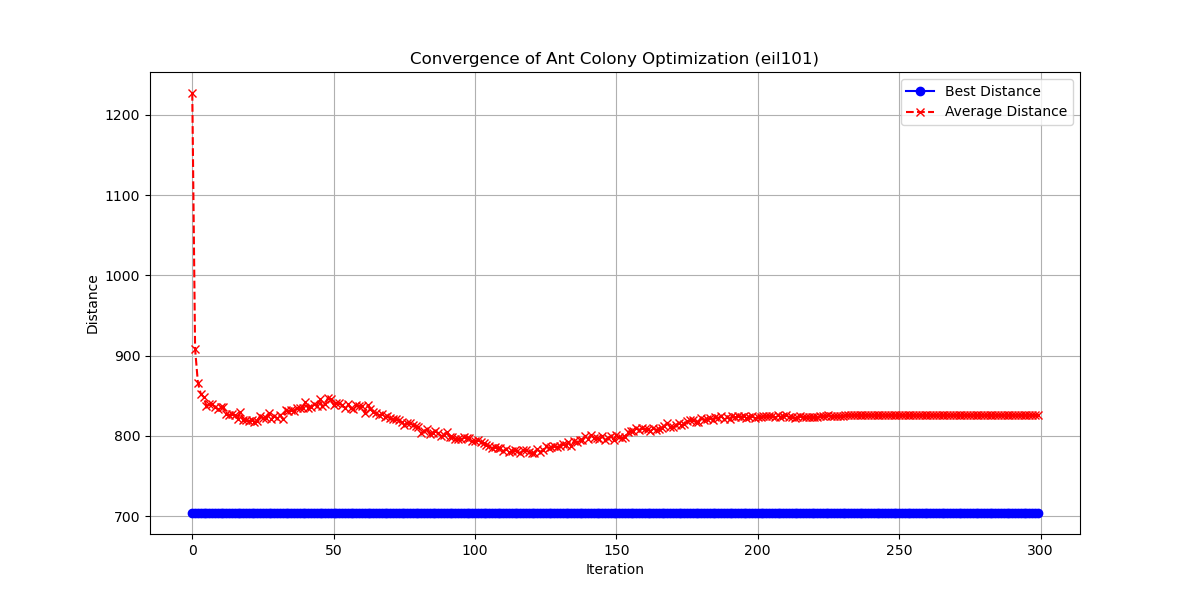 Convergence of Ant Colony Optimization (eil101)
Best Distance
Average Distance
Distance
1200
1100
1000
900
800
700
0 50 100 150 200 250 300
Iteration